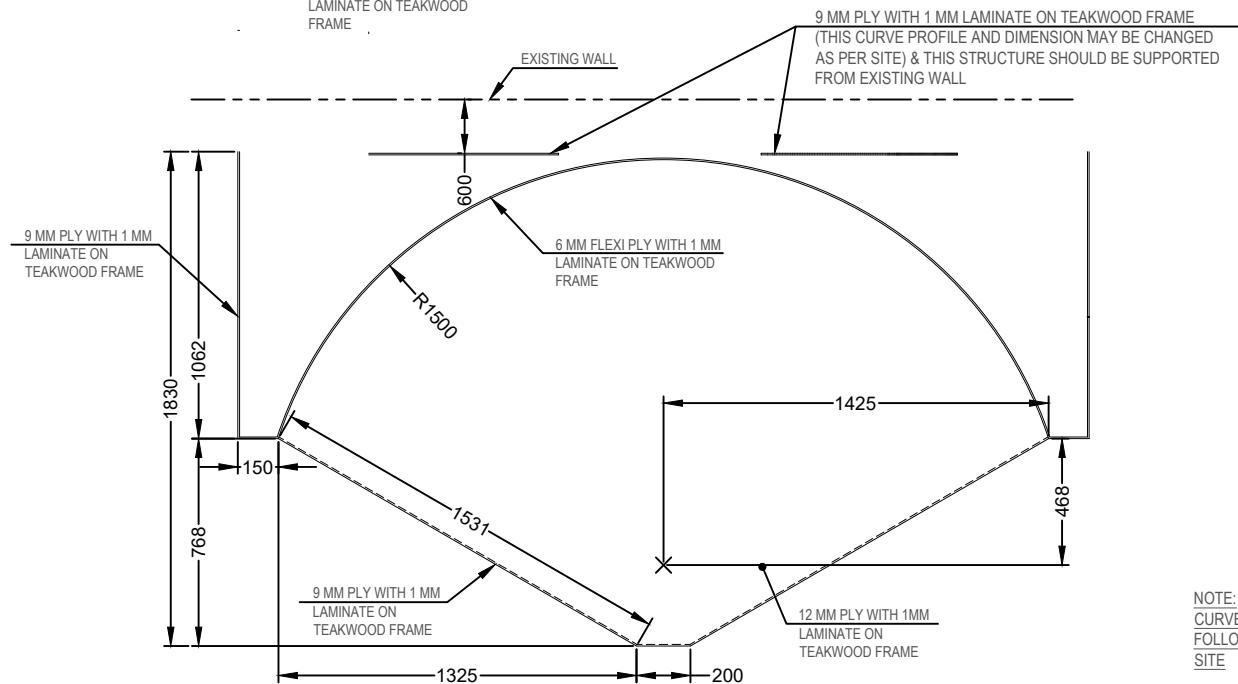 LAMINATE ON TEAKWOOD
FRAME
9 MM PLY WITH 1 MM LAMINATE ON TEAKWOOD FRAME
(THIS CURVE PROFILE AND DIMENSION MAY BE CHANGED
AS PER SITE) & THIS STRUCTURE SHOULD BE SUPPORTED
FROM EXISTING WALL
EXISTING WALL
600
9 MM PLY WITH 1 MM
LAMINATE ON
TEAKWOOD FRAME
6 MM FLEXI PLY WITH 1 MM
LAMINATE ON TEAKWOOD
FRAME
R1500
1062
1830
1425
150
468
768
1531
9 MM PLY WITH 1 MM
LAMINATE ON
TEAKWOOD FRAME
12 MM PLY WITH 1MM
LAMINATE ON
TEAKWOOD FRAME
1325
200
NOTE:
CURVE
FOLLO
SITE